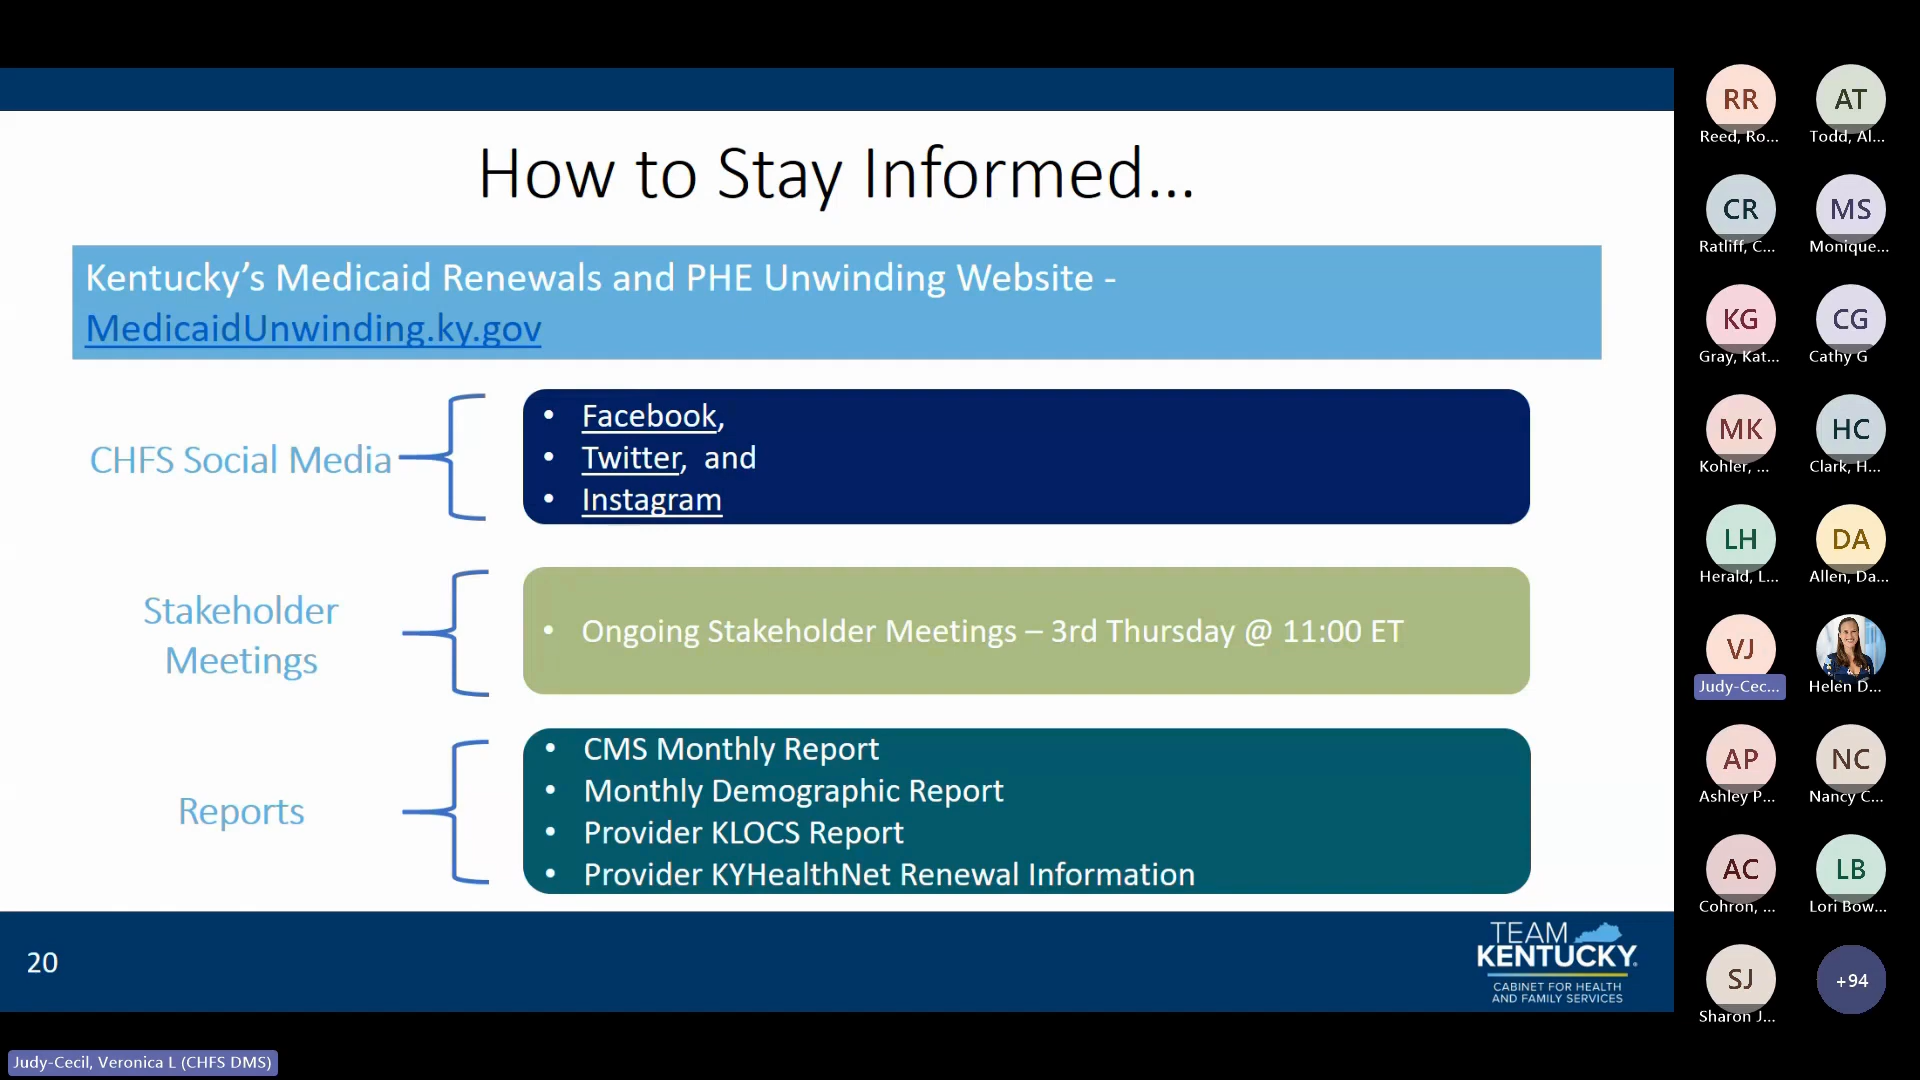 How to Stay Informed...
Kentucky's Medicaid Renewals and PHE Unwinding Website -
MedicaidUnwinding.ky.gov
CHFS Social Media
• Facebook,
• Twitter, and
• Instagram
Stakeholder
Meetings
• Ongoing Stakeholder Meetings – 3rd Thursday @ 11:00 ET
Reports
• CMS Monthly Report
• Monthly Demographic Report
• Provider KLOCS Report
• Provider KYHealthNet Renewal Information
20
TEAM
KENTUCKY
CABINET FOR HEALTH
AND FAMILY SERVICES
RR
Reed, Ro...
AT
Todd, Al...
CR
Ratliff, C...
MS
Monique...
KG
Gray, Kat...
CG
Cathy G
MK
Kohler, ...
HC
Clark, H...
LH
Herald, L...
DA
Allen, Da...
VJ
Judy-Cec...
Helen D...
AP
Ashley P...
NC
Nancy C...
AC
Cohron, ...
LB
Lori Bow...
SJ
Sharon J...
+94
Judy-Cecil, Veronica L (CHFS DMS)